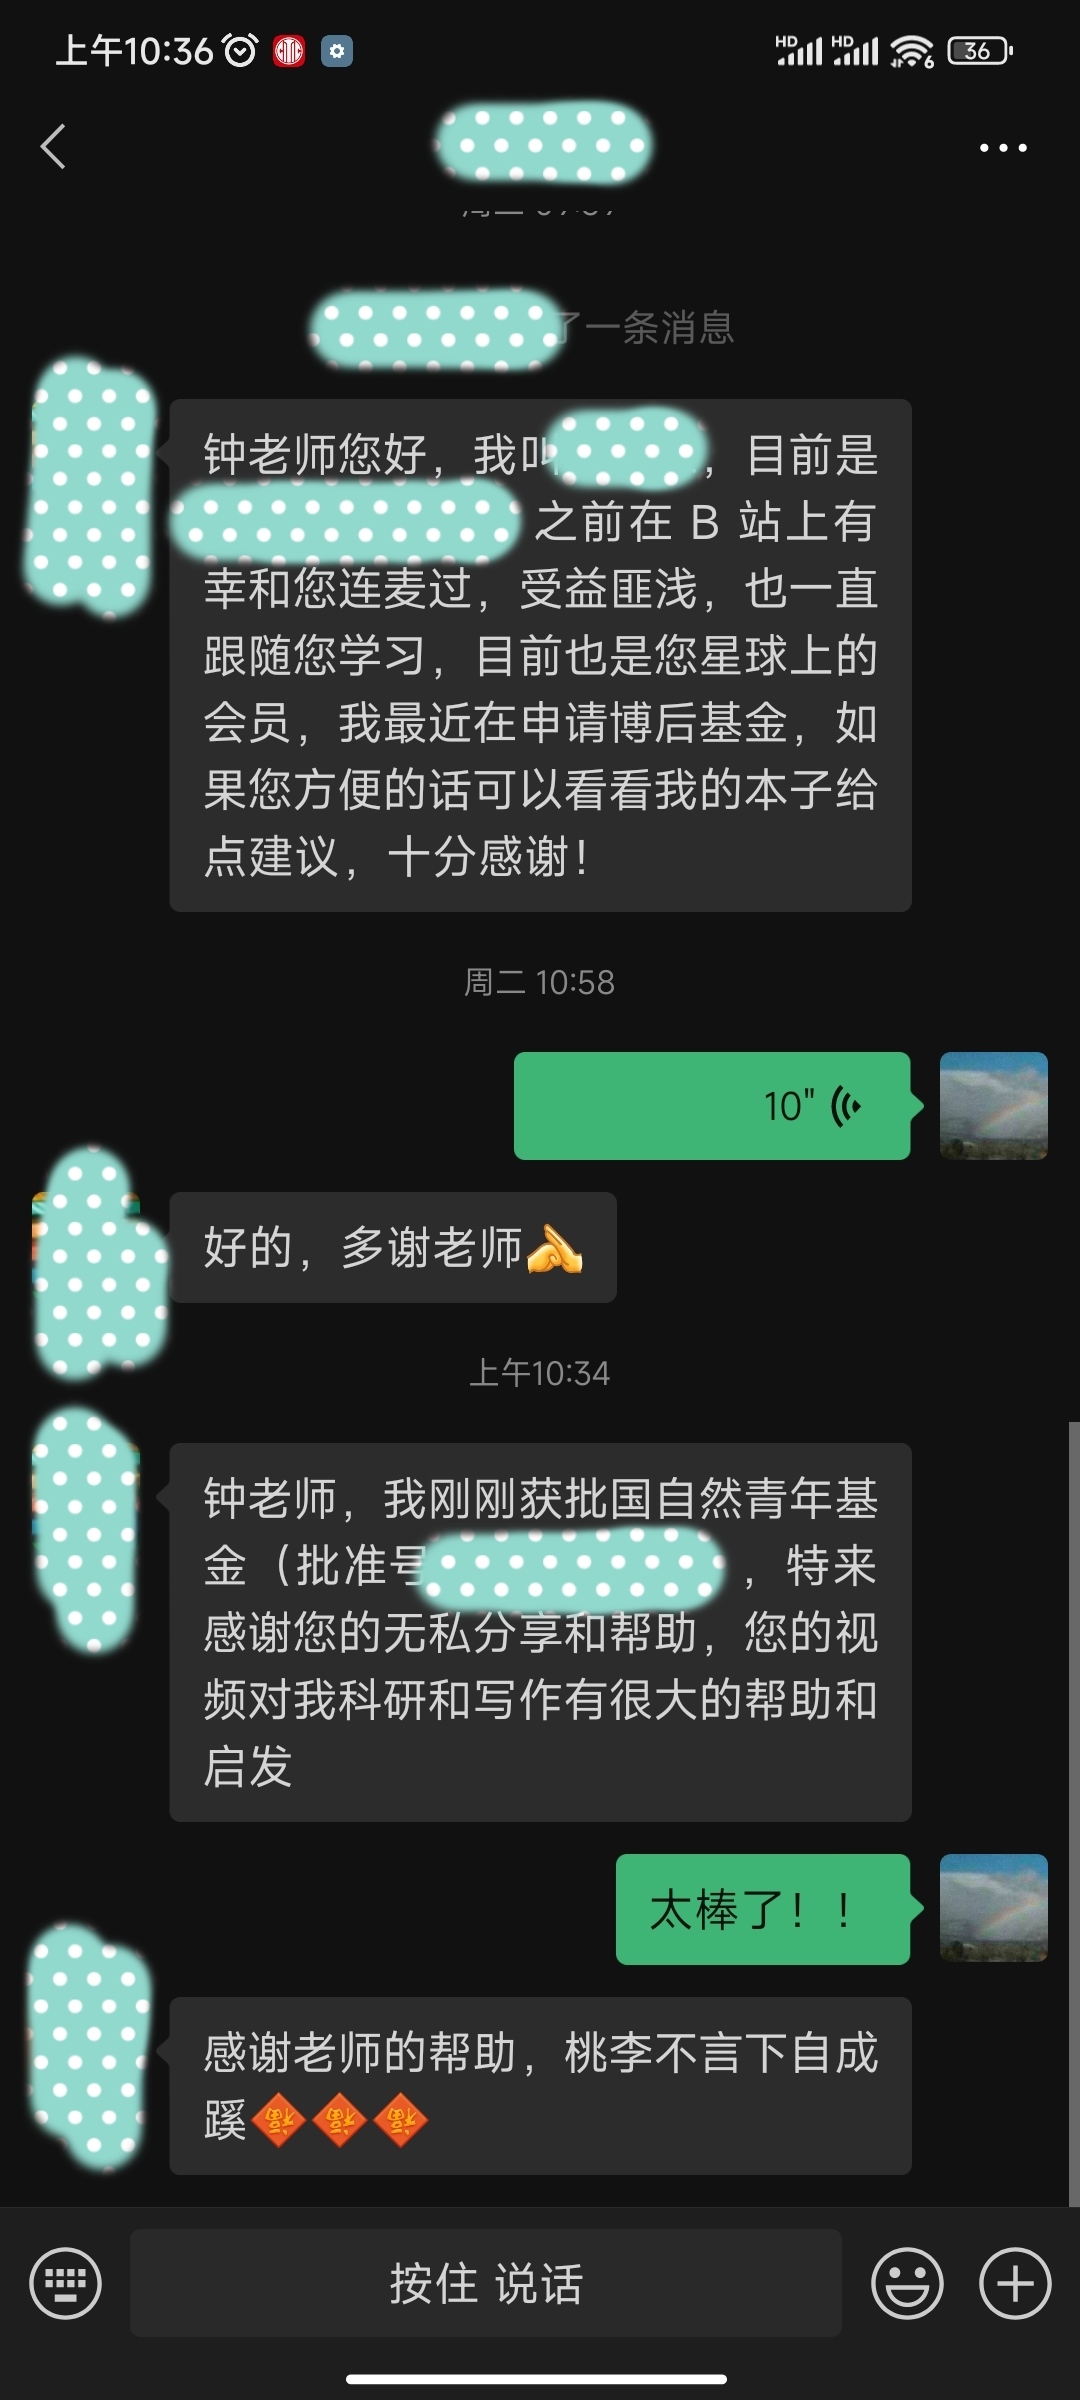 上午10:36
HD HD 6 36
了一条消息
钟老师您好，我叫，目前是
之前在 B 站上有
幸和您连麦过，受益匪浅，也一直
跟随您学习，目前也是您星球上的
会员，我最近在申请博后基金，如
果您方便的话可以看看我的本子给
点建议，十分感谢！
周二 10:58
10"
好的，多谢老师
上午10:34
钟老师，我刚刚获批国自然青年基
金（批准号，特来
感谢您的无私分享和帮助，您的视
频对我科研和写作有很大的帮助和
启发
太棒了！！
感谢老师的帮助，桃李不言下自成
蹊
按住 说话